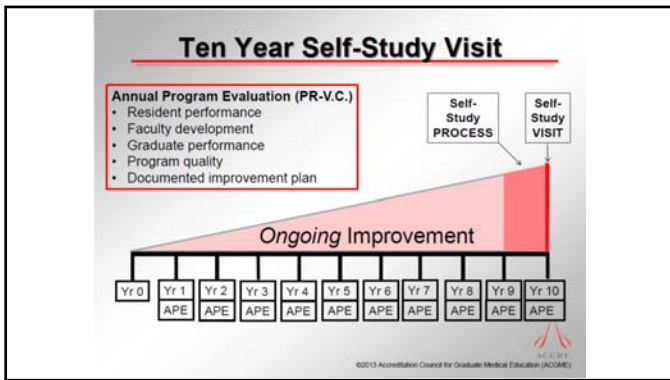 Ten Year Self-Study Visit
Annual Program Evaluation (PR-V.C.)
• Resident performance
• Faculty development
• Graduate performance
• Program quality
• Documented improvement plan
Self-
Study
PROCESS
Self-
Study
VISIT
Ongoing Improvement
Yr 0
Yr 1
Yr 2
Yr 3
Yr 4
Yr 5
Yr 6
Yr 7
Yr 8
Yr 9
Yr 10
APE
APE
APE
APE
APE
APE
APE
APE
APE
APE
ACGME
©2013 Accreditation Council for Graduate Medical Education (ACGME)